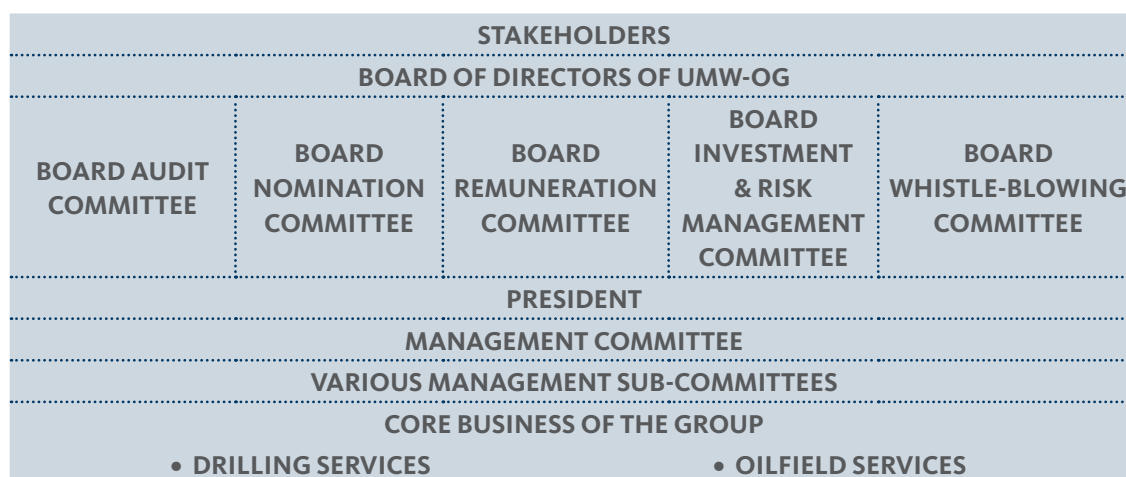 STAKEHOLDERS
BOARD OF DIRECTORS OF UMW-OG
BOARD AUDIT
COMMITTEE
BOARD
NOMINATION
COMMITTEE
BOARD
REMUNERATION
COMMITTEE
BOARD
INVESTMENT
& RISK
MANAGEMENT
COMMITTEE
BOARD
WHISTLE-BLOWING
COMMITTEE
PRESIDENT
MANAGEMENT COMMITTEE
VARIOUS MANAGEMENT SUB-COMMITTEES
CORE BUSINESS OF THE GROUP
• DRILLING SERVICES
• OILFIELD SERVICES